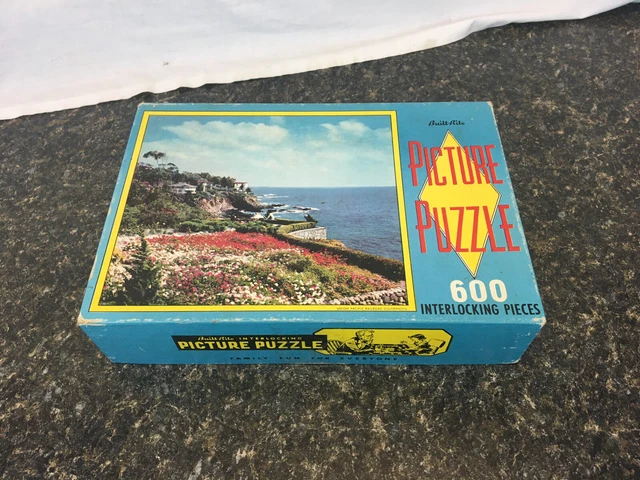 Built-Rite
PICTURE
PUZZLE
600
INTERLOCKING PIECES
Built-Rite INTERLOCKING
PICTURE PUZZLE
FAMILY FUN FOR EVERYONE